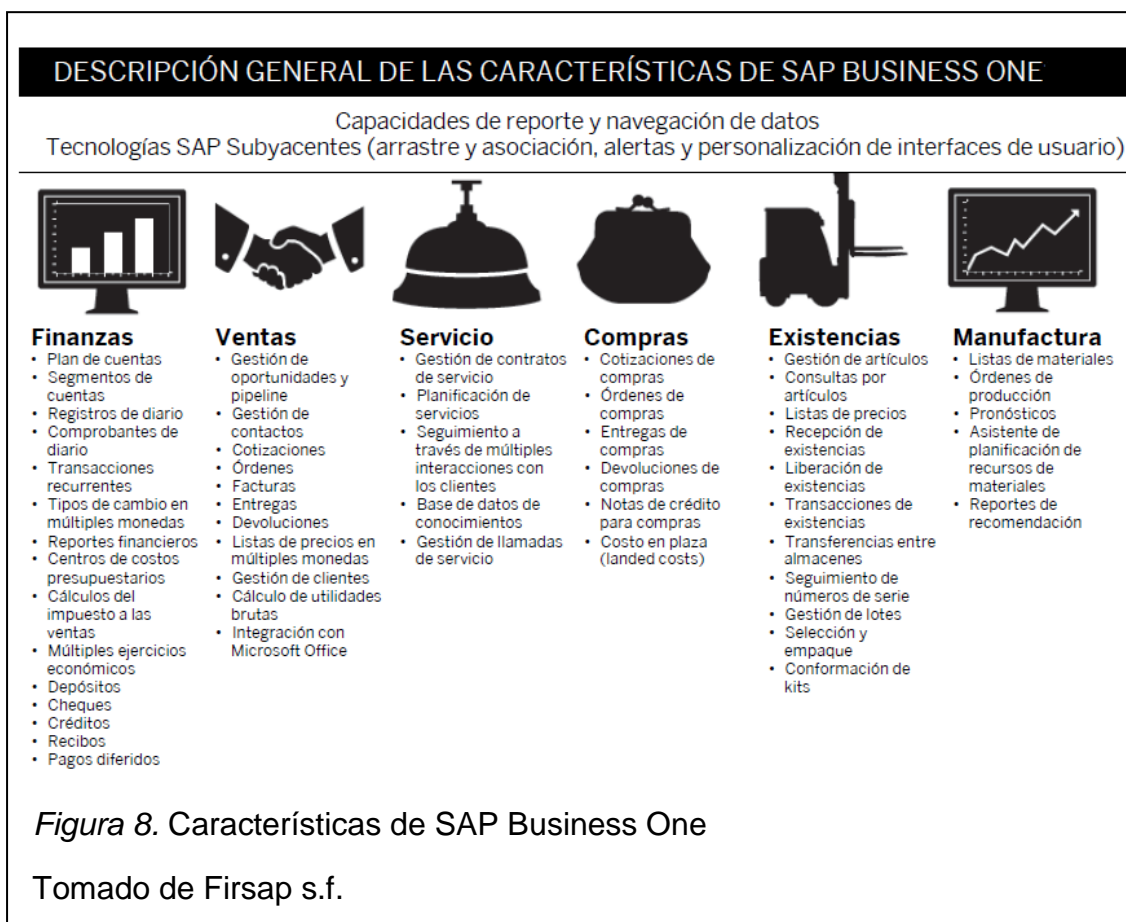 DESCRIPCIÓN GENERAL DE LAS CARACTERÍSTICAS DE SAP BUSINESS ONE
Capacidades de reporte y navegación de datos
Tecnologías SAP Subyacentes (arrastre y asociación, alertas y personalización de interfaces de usuario)
Finanzas
• Plan de cuentas
• Segmentos de
cuentas
• Registros de diario
• Comprobantes de
diario
• Transacciones
recurrentes
• Tipos de cambio en
múltiples monedas
• Reportes financieros
• Centros de costos
presupuestarios
• Cálculos del
impuesto a las
ventas
• Múltiples ejercicios
económicos
• Depósitos
• Cheques
• Créditos
• Recibos
• Pagos diferidos
Ventas
• Gestión de
oportunidades y
pipeline
• Gestión de
contactos
• Cotizaciones
• Órdenes
• Facturas
• Entregas
• Devoluciones
• Listas de precios en
múltiples monedas
• Gestión de clientes
• Cálculo de utilidades
brutas
• Integración con
Microsoft Office
Servicio
• Gestión de contratos
de servicio
• Planificación de
servicios
• Seguimiento a
través de múltiples
interacciones con
los clientes
• Base de datos de
conocimientos
• Gestión de llamadas
de servicio
Compras
• Cotizaciones de
compras
• Órdenes de
compras
• Entregas de
compras
• Devoluciones de
compras
• Notas de crédito
para compras
• Costo en plaza
(landed costs)
Existencias
• Gestión de artículos
• Consultas por
artículos
• Listas de precios
• Recepción de
existencias
• Liberación de
existencias
• Transacciones de
existencias
• Transferencias entre
almacenes
• Seguimiento de
números de serie
• Gestión de lotes
• Selección y
empaque
• Conformación de
kits
Manufactura
• Listas de materiales
• Órdenes de
producción
• Pronósticos
• Asistente de
planificación de
recursos de
materiales
• Reportes de
recomendación
Figura 8. Características de SAP Business One
Tomado de Firsap s.f.